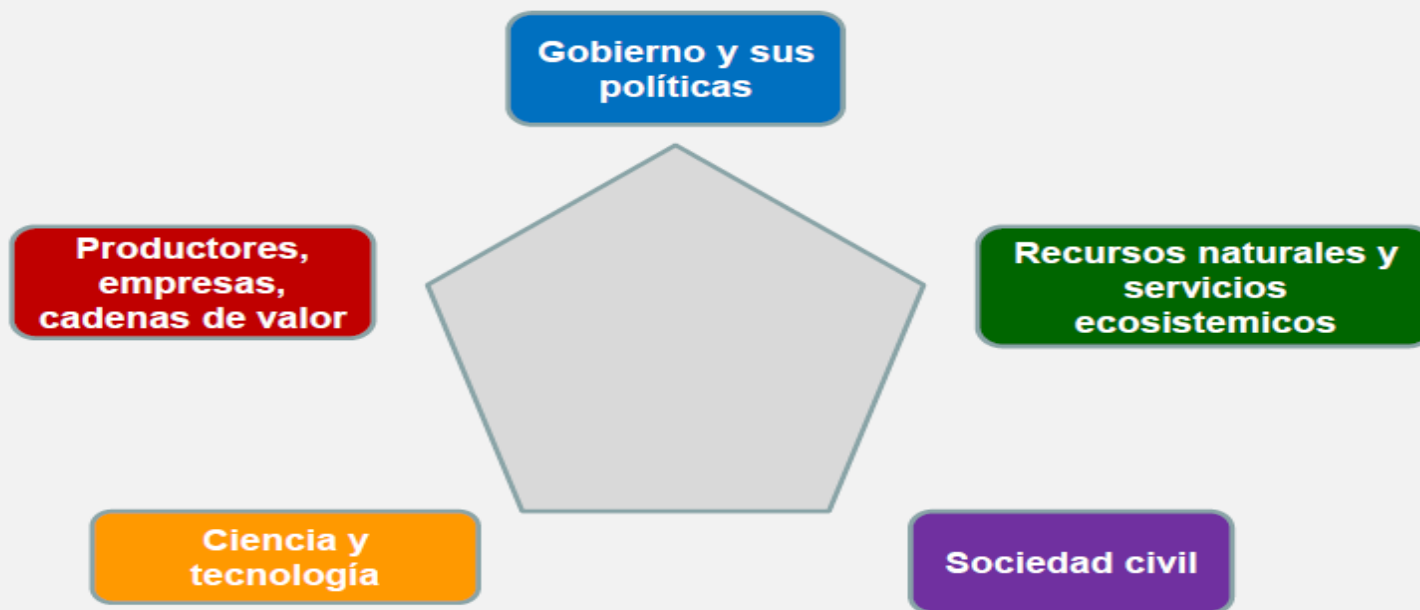 Gobierno y sus
políticas
Productores,
empresas,
cadenas de valor
Recursos naturales y
servicios
ecosistemicos
Ciencia y
tecnología
Sociedad civil